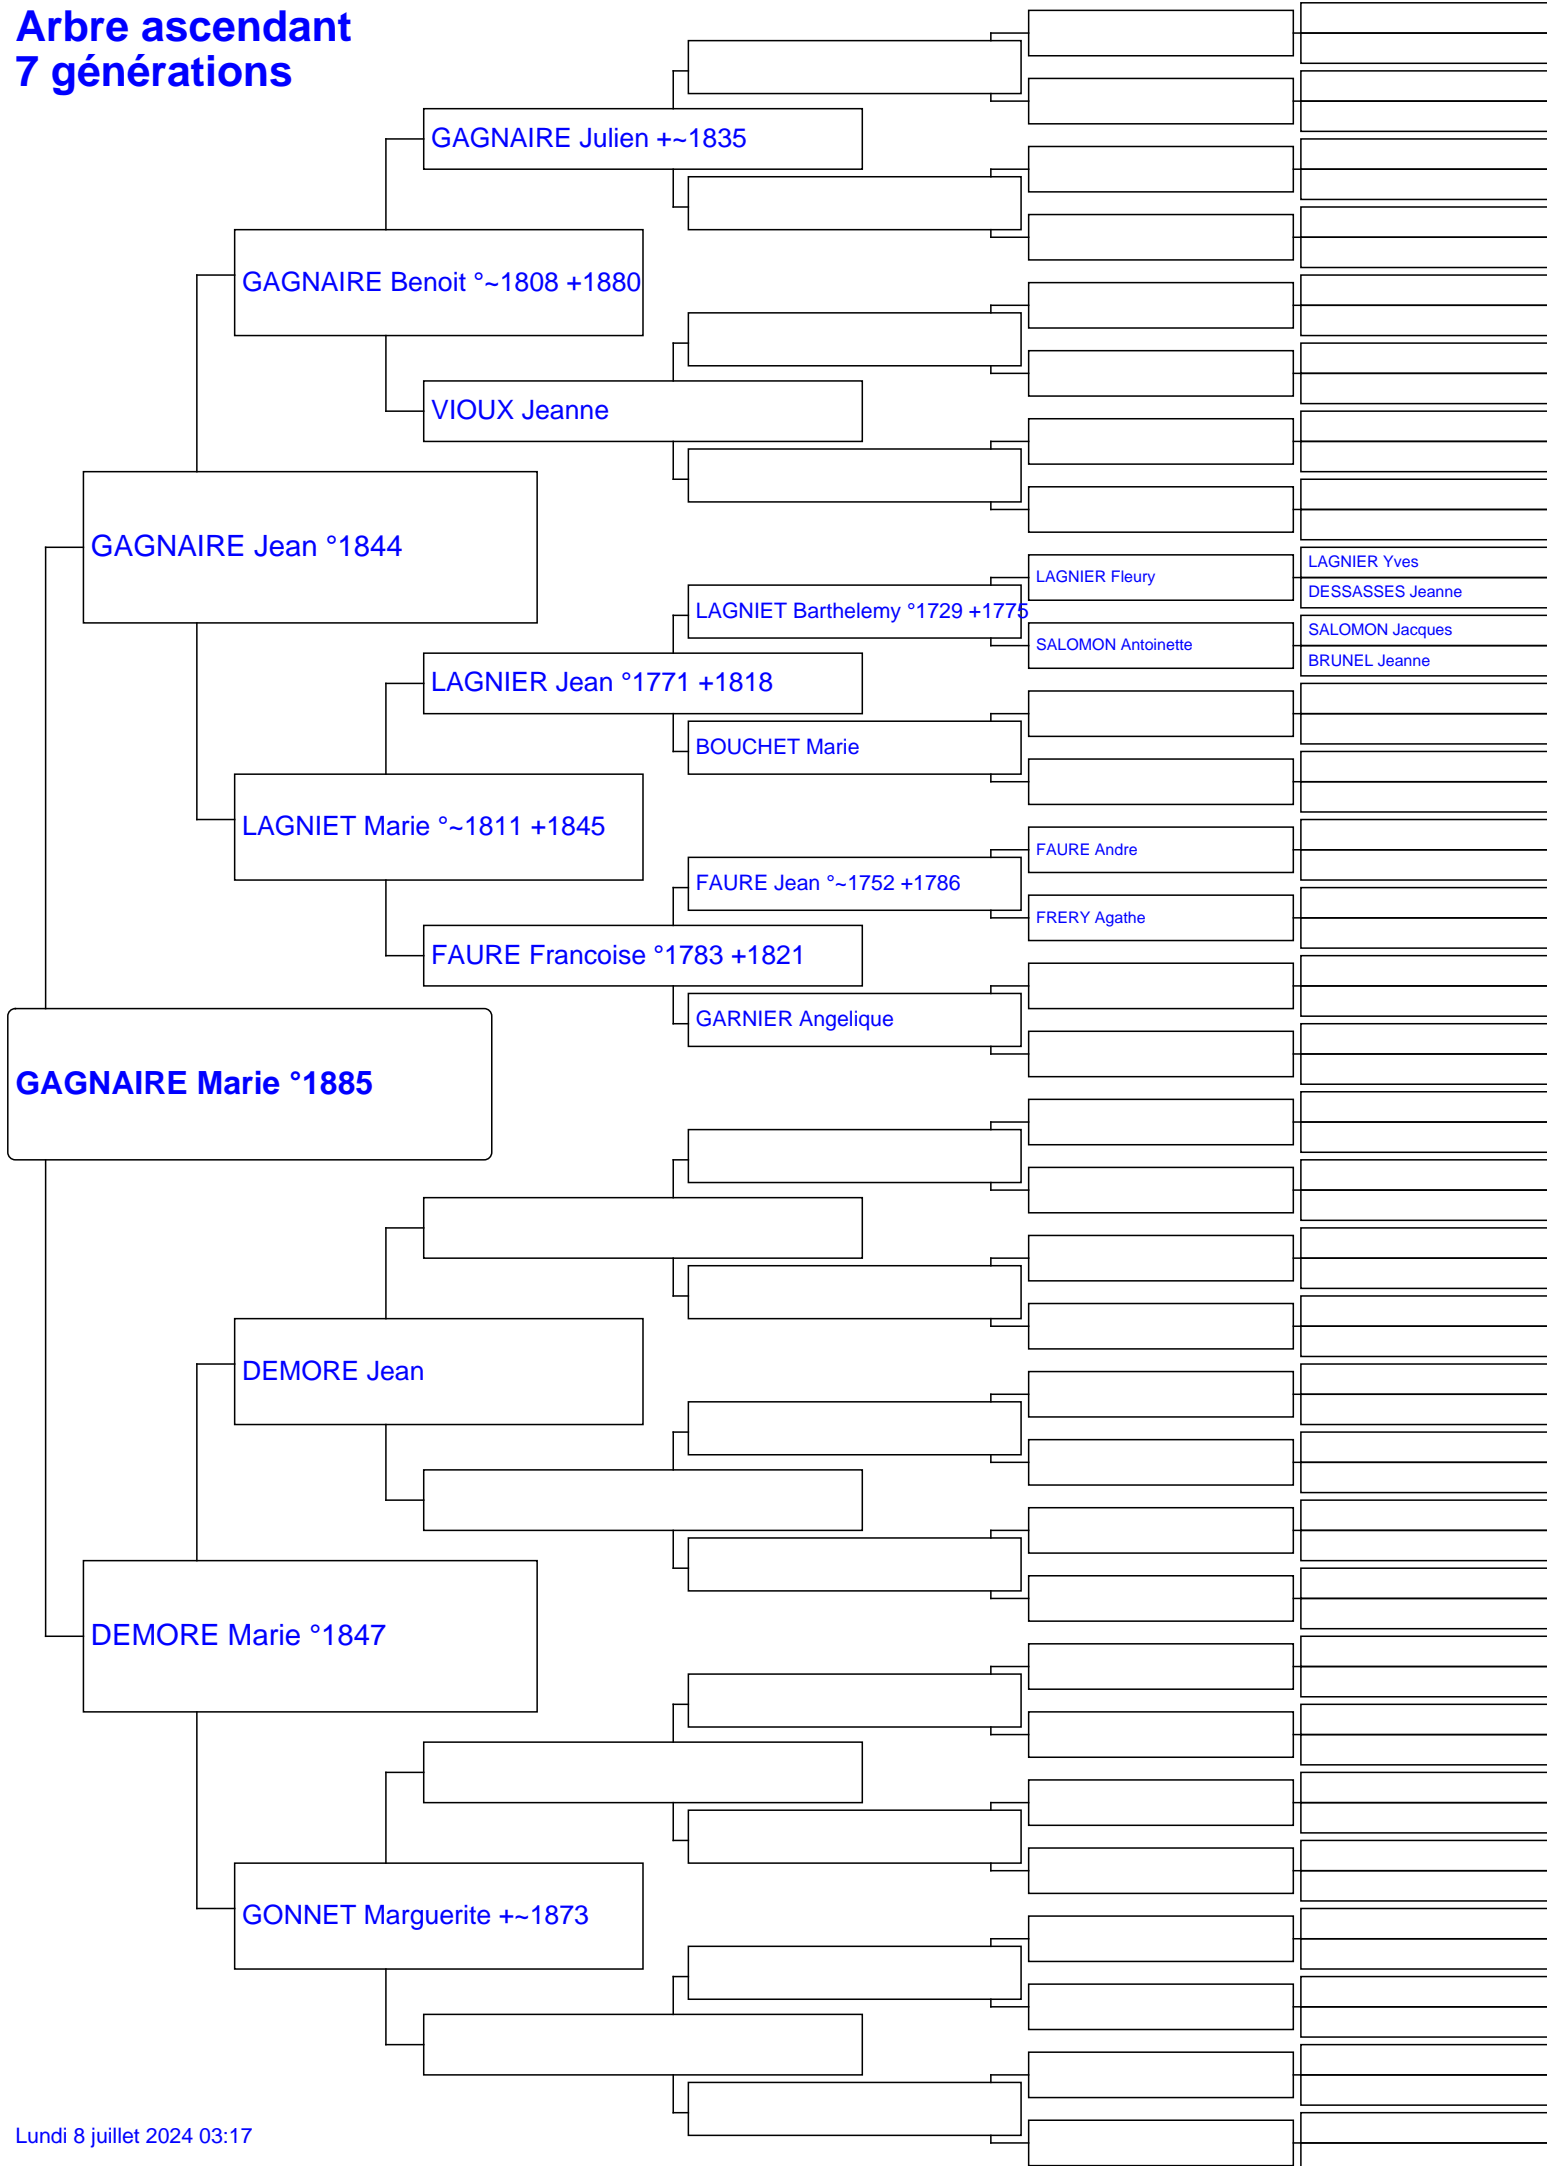 Arbre ascendant
7 générations
GAGNAIRE Julien +~1835
GAGNAIRE Benoit °~1808 +1880
VIOUX Jeanne
GAGNAIRE Jean °1844
LAGNIER Yves
LAGNIER Fleury
DESSASSES Jeanne
LAGNIET Barthelemy °1729 +1775
SALOMON Jacques
SALOMON Antoinette
BRUNEL Jeanne
LAGNIER Jean °1771 +1818
BOUCHET Marie
LAGNIET Marie °~1811 +1845
FAURE Andre
FAURE Jean °~1752 +1786
FRERY Agathe
FAURE Francoise °1783 +1821
GARNIER Angelique
GAGNAIRE Marie °1885
DEMORE Jean
DEMORE Marie °1847
GONNET Marguerite +~1873
Lundi 8 juillet 2024 03:17